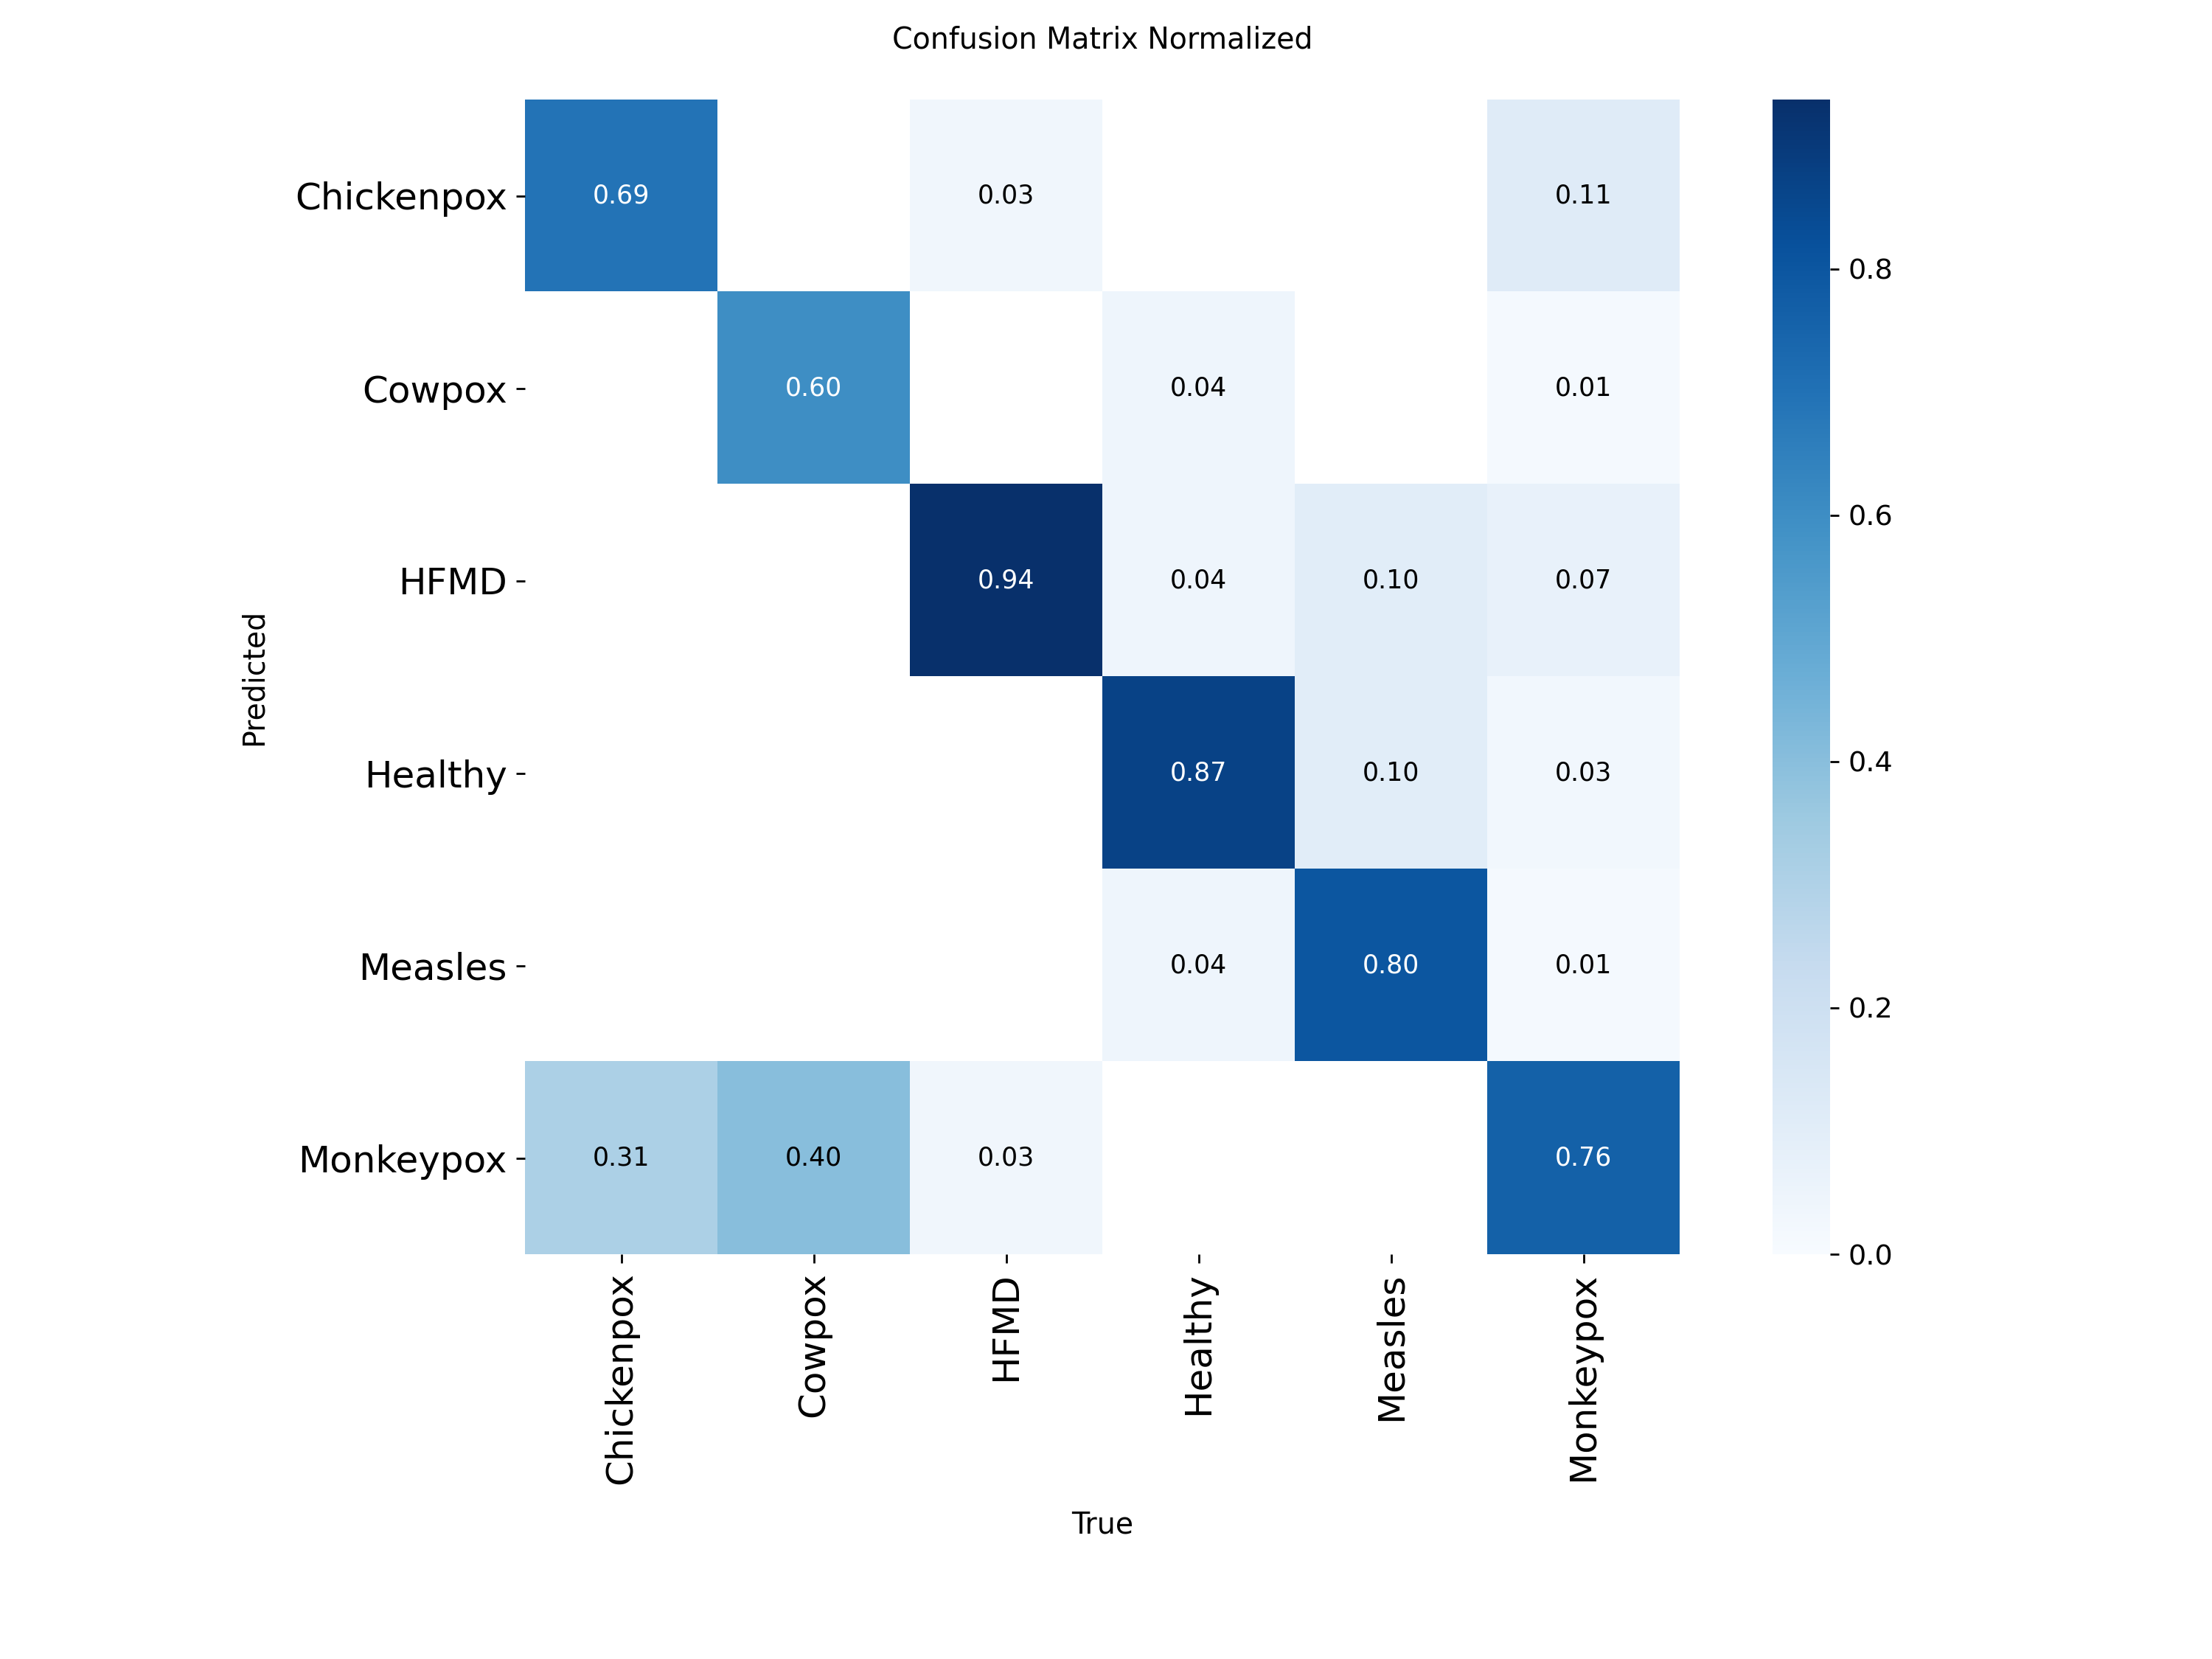 Confusion Matrix Normalized
Chickenpox 0.69 0.03 0.11
Cowpox 0.60 0.04 0.01
HFMD 0.94 0.04 0.10 0.07
Healthy 0.87 0.10 0.03
Measles 0.04 0.80 0.01
Monkeypox 0.31 0.40 0.03 0.76
Predicted
Chickenpox Cowpox HFMD Healthy Measles Monkeypox
True
0.8
0.6
0.4
0.2
0.0